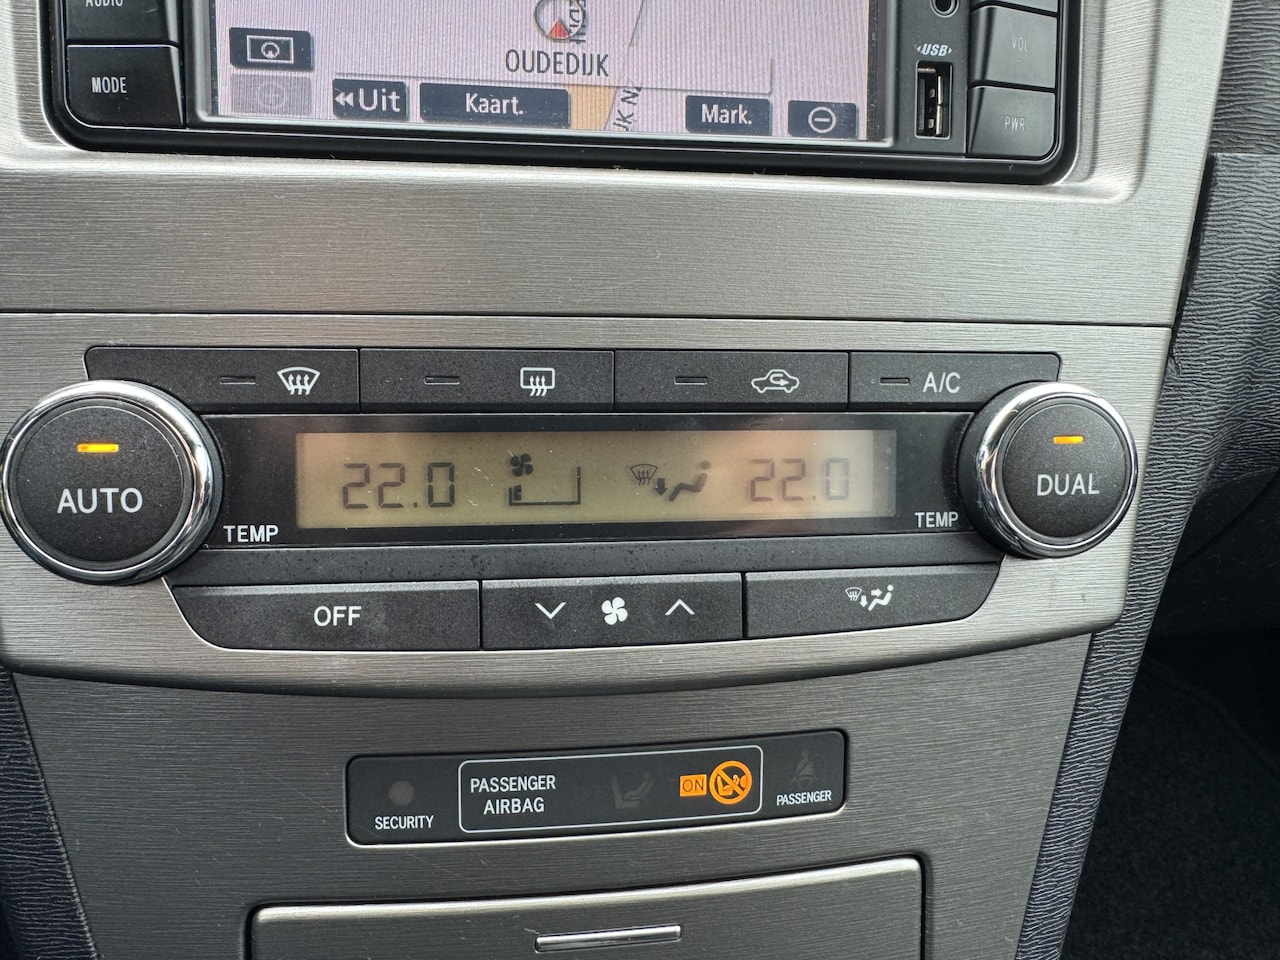 AUDIO
MODE
OUDEDIJK
Uit
Kaart.
Mark.
USB
VOL
PWR
A/C
AUTO
TEMP
22.0
22.0
TEMP
DUAL
OFF
SECURITY
PASSENGER
AIRBAG
ON
PASSENGER